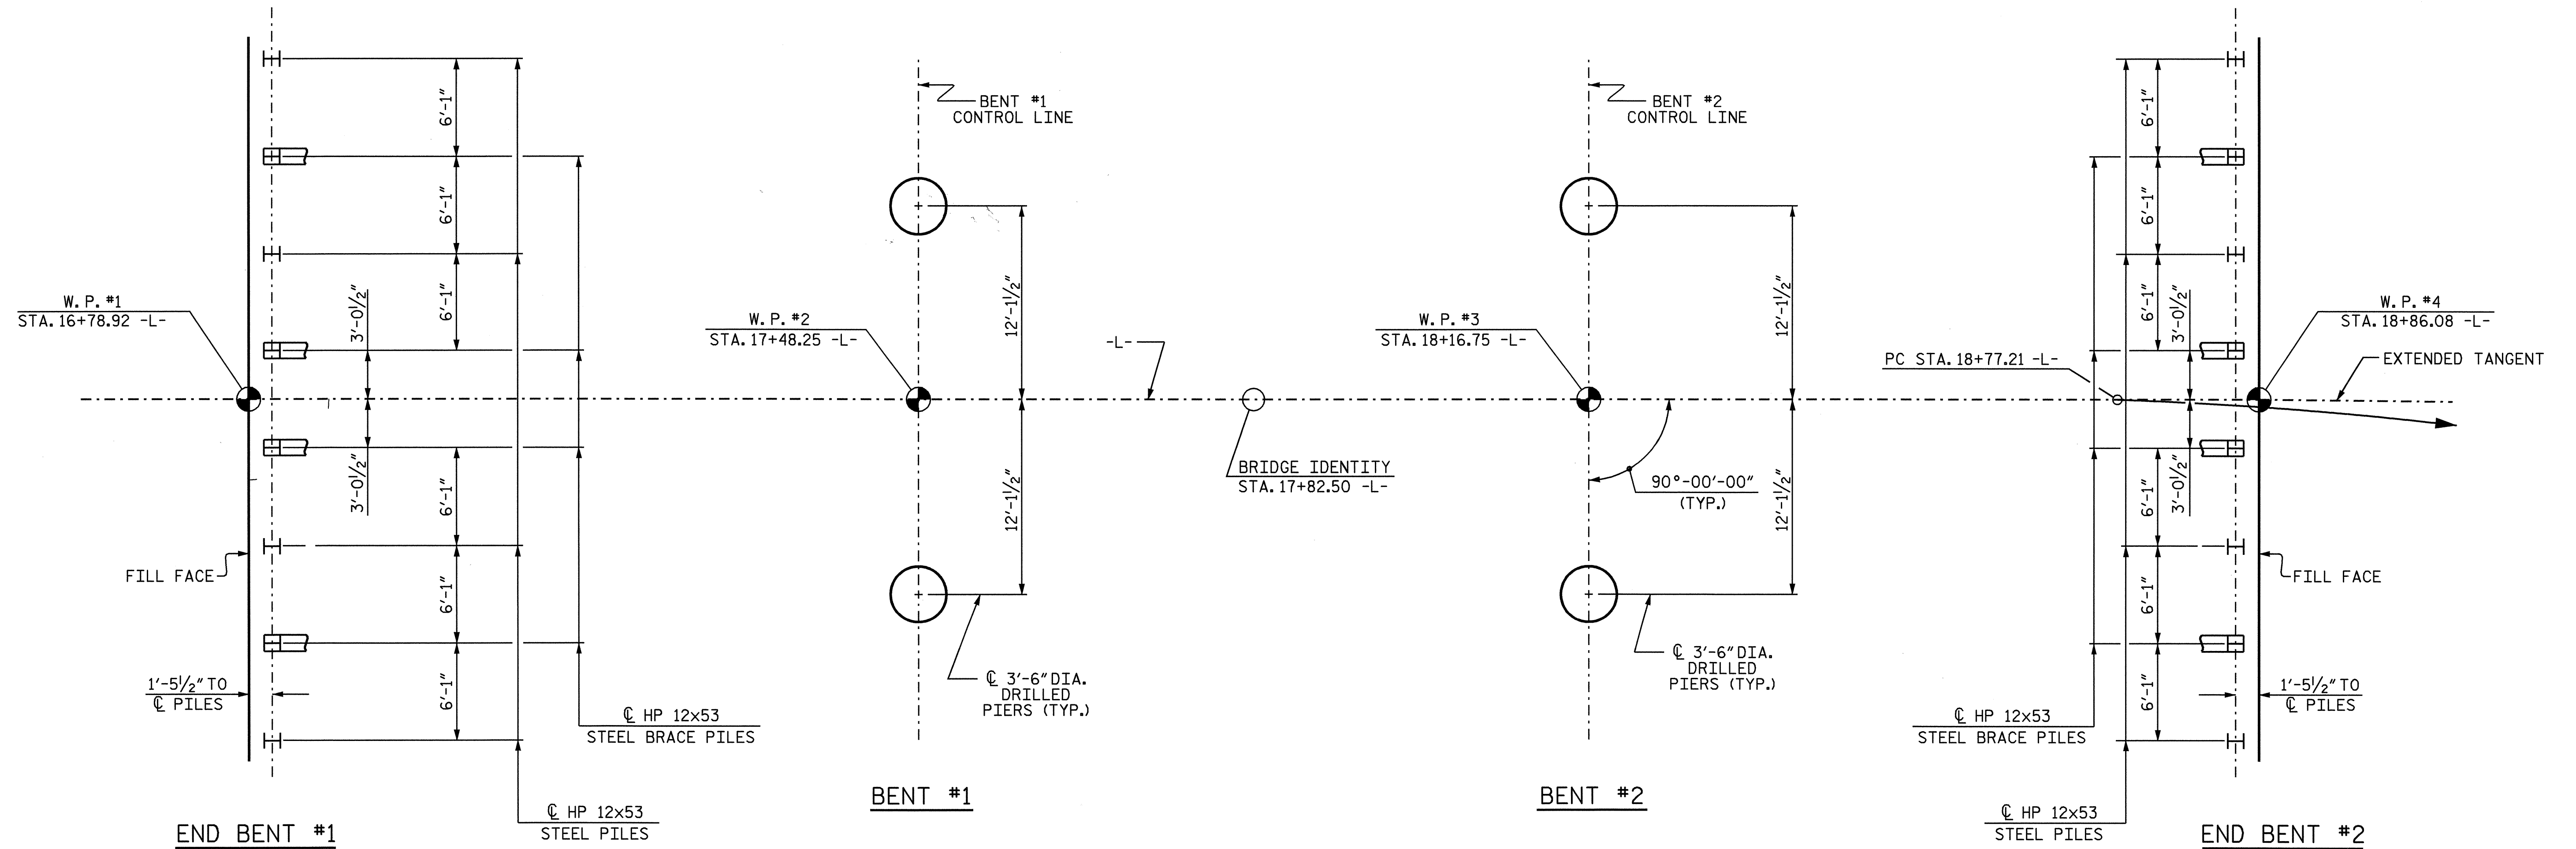 W.P. #1
STA. 16+78.92 -L-
FILL FACE
1'-5½" TO
℄ PILES
END BENT #1
6'-1"
6'-1"
6'-1"
3'-0½"
3'-0½"
6'-1"
6'-1"
6'-1"
℄ HP 12x53
STEEL BRACE PILES
℄ HP 12x53
STEEL PILES
BENT #1
CONTROL LINE
W.P. #2
STA. 17+48.25 -L-
12'-1½"
12'-1½"
℄ 3'-6" DIA.
DRILLED
PIERS (TYP.)
BENT #1
-L-
BRIDGE IDENTITY
STA. 17+82.50 -L-
BENT #2
CONTROL LINE
W.P. #3
STA. 18+16.75 -L-
12'-1½"
12'-1½"
90°-00'-00"
(TYP.)
℄ 3'-6" DIA.
DRILLED
PIERS (TYP.)
BENT #2
PC STA. 18+77.21 -L-
6'-1"
6'-1"
6'-1"
3'-0½"
3'-0½"
6'-1"
6'-1"
6'-1"
℄ HP 12x53
STEEL BRACE PILES
℄ HP 12x53
STEEL PILES
W.P. #4
STA. 18+86.08 -L-
EXTENDED TANGENT
FILL FACE
1'-5½" TO
℄ PILES
END BENT #2